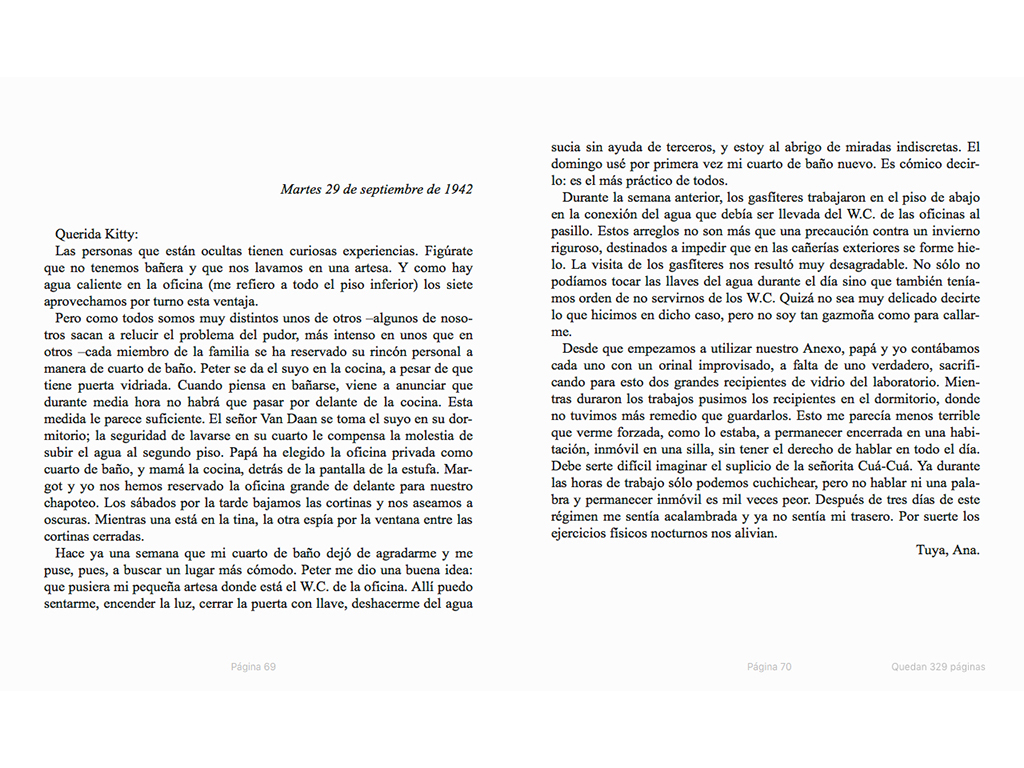 Martes 29 de septiembre de 1942
Querida Kitty:
Las personas que están ocultas tienen curiosas experiencias. Figúrate
que no tenemos bañera y que nos lavamos en una artesa. Y como hay
agua caliente en la oficina (me refiero a todo el piso inferior) los siete
aprovechamos por turno esta ventaja.
Pero como todos somos muy distintos unos de otros –algunos de noso-
tros sacan a relucir el problema del pudor, más intenso en unos que en
otros –cada miembro de la familia se ha reservado su rincón personal a
manera de cuarto de baño. Peter se da el suyo en la cocina, a pesar de que
tiene puerta vidriada. Cuando piensa en bañarse, viene a anunciar que
durante media hora no habrá que pasar por delante de la cocina. Esta
medida le parece suficiente. El señor Van Daan se toma el suyo en su dor-
mitorio; la seguridad de lavarse en su cuarto le compensa la molestia de
subir el agua al segundo piso. Papá ha elegido la oficina privada como
cuarto de baño, y mamá la cocina, detrás de la pantalla de la estufa. Mar-
got y yo nos hemos reservado la oficina grande de delante para nuestro
chapoteo. Los sábados por la tarde bajamos las cortinas y nos aseamos a
oscuras. Mientras una está en la tina, la otra espía por la ventana entre las
cortinas cerradas.
Hace ya una semana que mi cuarto de baño dejó de agradarme y me
puse, pues, a buscar un lugar más cómodo. Peter me dio una buena idea:
que pusiera mi pequeña artesa donde está el W.C. de la oficina. Allí puedo
sentarme, encender la luz, cerrar la puerta con llave, deshacerme del agua
Página 69
sucia sin ayuda de terceros, y estoy al abrigo de miradas indiscretas. El
domingo usé por primera vez mi cuarto de baño nuevo. Es cómico decir-
lo: es el más práctico de todos.
Durante la semana anterior, los gasfíteres trabajaron en el piso de abajo
en la conexión del agua que debía ser llevada del W.C. de las oficinas al
pasillo. Estos arreglos no son más que una precaución contra un invierno
riguroso, destinados a impedir que en las cañerías exteriores se forme hie-
lo. La visita de los gasfíteres nos resultó muy desagradable. No sólo no
podíamos tocar las llaves del agua durante el día sino que también tenía-
mos orden de no servirnos de los W.C. Quizá no sea muy delicado decirte
lo que hicimos en dicho caso, pero no soy tan gazmoña como para callar-
me.
Desde que empezamos a utilizar nuestro Anexo, papá y yo contábamos
cada uno con un orinal improvisado, a falta de uno verdadero, sacrifi-
cando para esto dos grandes recipientes de vidrio del laboratorio. Mien-
tras duraron los trabajos pusimos los recipientes en el dormitorio, donde
no tuvimos más remedio que guardarlos. Esto me parecía menos terrible
que verme forzada, como lo estaba, a permanecer encerrada en una habi-
tación, inmóvil en una silla, sin tener el derecho de hablar en todo el día.
Debe serte difícil imaginar el suplicio de la señorita Cuá-Cuá. Ya durante
las horas de trabajo sólo podemos cuchichear, pero no hablar ni una pala-
bra y permanecer inmóvil es mil veces peor. Después de tres días de este
régimen me sentía acalambrada y ya no sentía mi trasero. Por suerte los
ejercicios físicos nocturnos nos alivian.
Tuya, Ana.
Página 70
Quedan 329 páginas